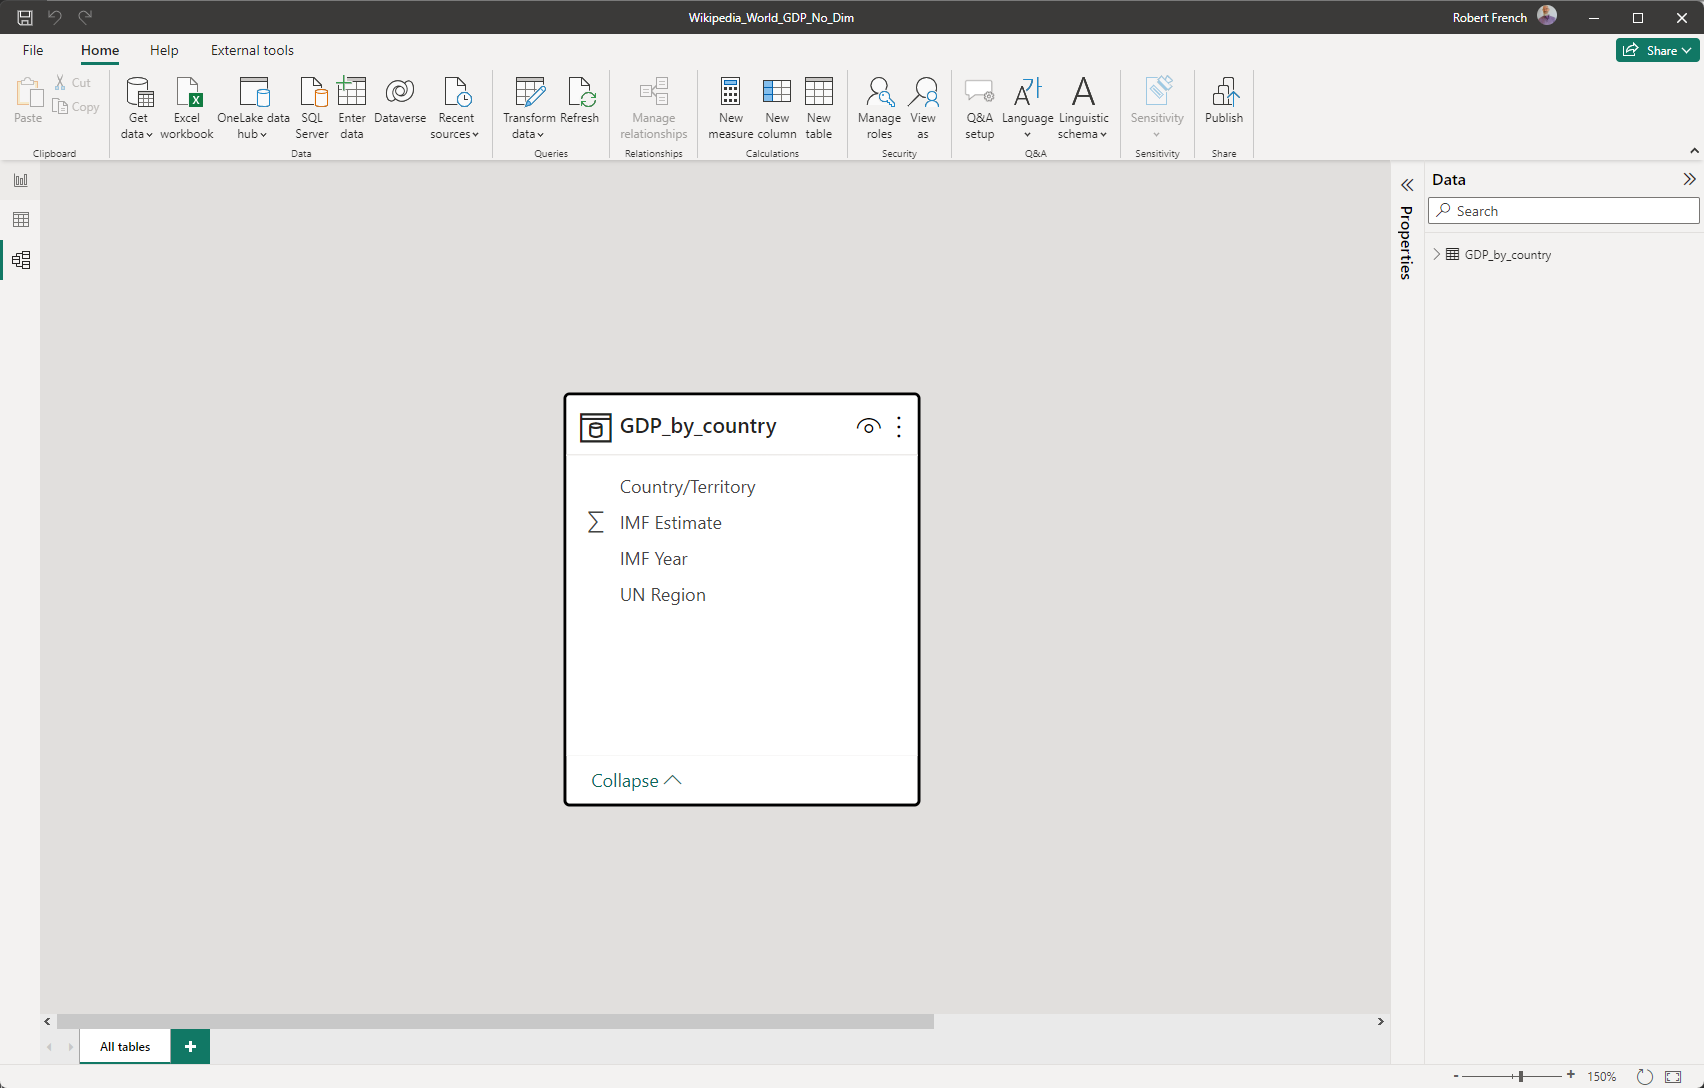 Wikipedia_World_GDP_No_Dim
Robert French
File
Home
Help
External tools
Share
Paste
Cut
Copy
Clipboard
Get data
Excel workbook
OneLake data hub
SQL Server
Enter data
Dataverse
Recent sources
Data
Transform data
Refresh
Queries
Manage relationships
Relationships
New measure
New column
New table
Calculations
Manage roles
View as
Security
Q&A setup
Language
Linguistic schema
Q&A
Sensitivity
Sensitivity
Publish
Share
Properties
Data
Search
GDP_by_country
GDP_by_country
Country/Territory
IMF Estimate
IMF Year
UN Region
Collapse
All tables
+
- + 150%